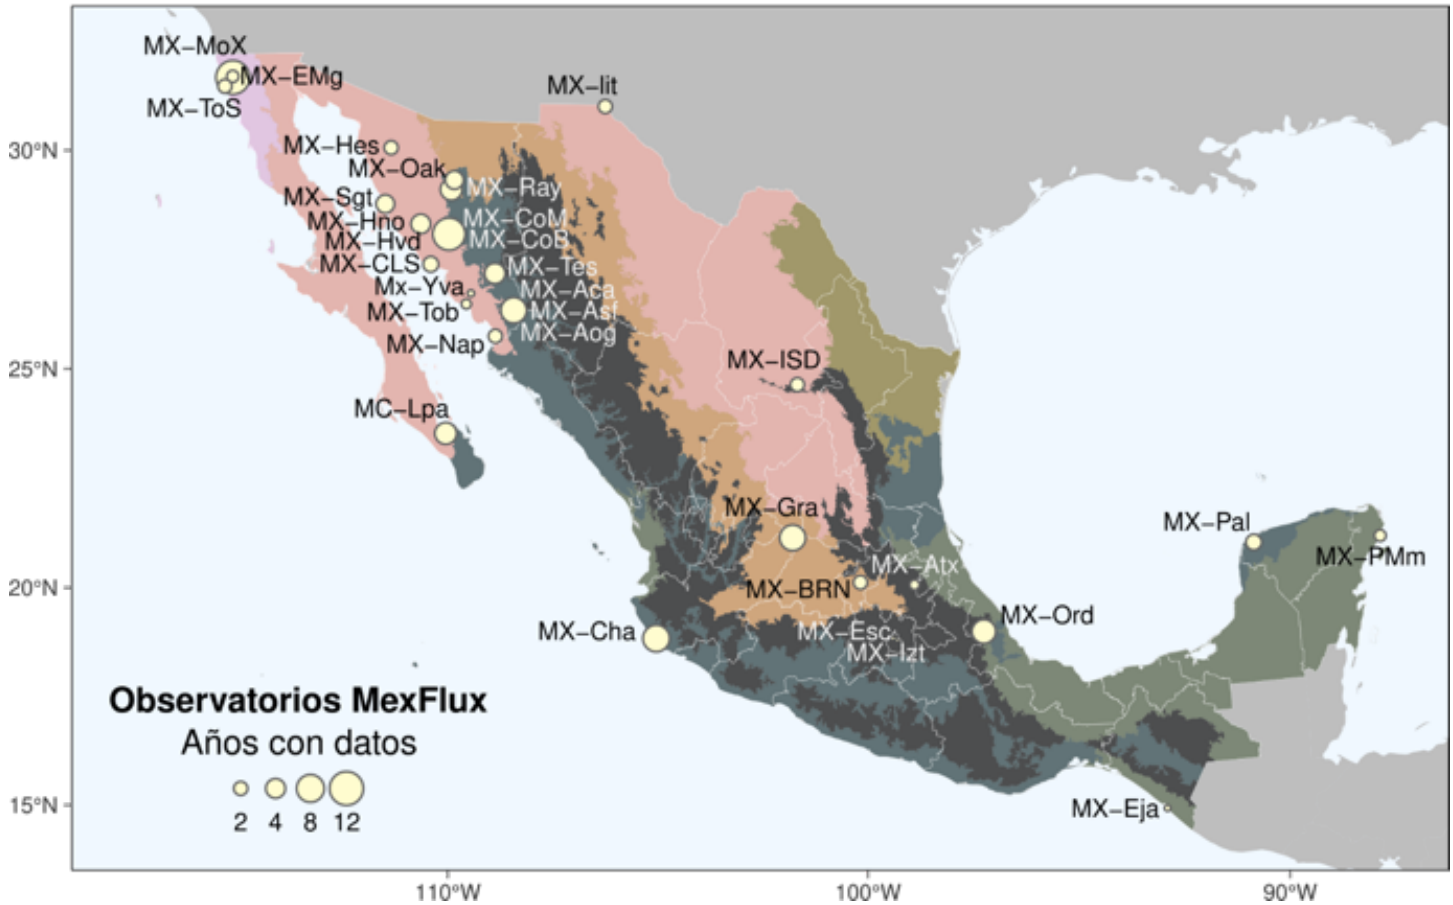 MX−MoX
MX−EMg
MX−ToS
MX−Iit
30°N
MX−Hes
MX−Oak
MX−Ray
MX−Sgt
MX−CoM
MX−Hno
MX−CoB
MX−Hvd
MX−CLS
MX−Tes
Mx−Yva
MX−Aca
MX−Tob
MX−Asf
MX−Aog
MX−Nap
25°N
MX−ISD
MC−Lpa
MX−Gra
MX−Pal
MX−PMm
MX−Atx
20°N
MX−BRN
MX−Ord
MX−Cha
MX−Esc
MX−Izt
Observatorios MexFlux
Años con datos
2 4 8 12
15°N
MX−Eja
110°W 100°W 90°W